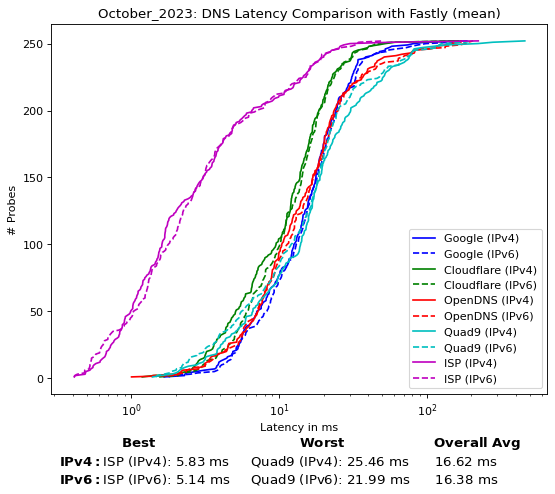 October_2023: DNS Latency Comparison with Fastly (mean)
250
200
150
100
50
0
# Probes
10⁰
10¹
10²
Latency in ms
Google (IPv4)
Google (IPv6)
Cloudflare (IPv4)
Cloudflare (IPv6)
OpenDNS (IPv4)
OpenDNS (IPv6)
Quad9 (IPv4)
Quad9 (IPv6)
ISP (IPv4)
ISP (IPv6)
Best Worst Overall Avg
IPv4: ISP (IPv4): 5.83 ms Quad9 (IPv4): 25.46 ms 16.62 ms
IPv6: ISP (IPv6): 5.14 ms Quad9 (IPv6): 21.99 ms 16.38 ms